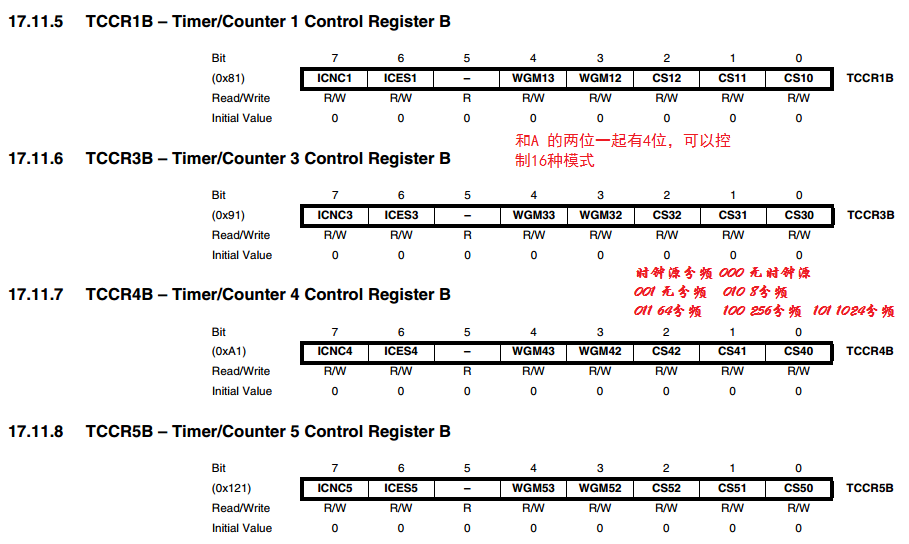 17.11.5 TCCR1B – Timer/Counter 1 Control Register B
Bit 7 6 5 4 3 2 1 0
(0x81) ICNC1 ICES1 – WGM13 WGM12 CS12 CS11 CS10 TCCR1B
Read/Write R/W R/W R R/W R/W R/W R/W R/W
Initial Value 0 0 0 0 0 0 0 0
和A 的两位一起有4位，可以控
制16种模式
17.11.6 TCCR3B – Timer/Counter 3 Control Register B
Bit 7 6 5 4 3 2 1 0
(0x91) ICNC3 ICES3 – WGM33 WGM32 CS32 CS31 CS30 TCCR3B
Read/Write R/W R/W R R/W R/W R/W R/W R/W
Initial Value 0 0 0 0 0 0 0 0
时钟源分频 000 无时钟源
001 无分频 010 8分频
011 64分频 100 256分频 101 1024分频
17.11.7 TCCR4B – Timer/Counter 4 Control Register B
Bit 7 6 5 4 3 2 1 0
(0xA1) ICNC4 ICES4 – WGM43 WGM42 CS42 CS41 CS40 TCCR4B
Read/Write R/W R/W R R/W R/W R/W R/W R/W
Initial Value 0 0 0 0 0 0 0 0
17.11.8 TCCR5B – Timer/Counter 5 Control Register B
Bit 7 6 5 4 3 2 1 0
(0x121) ICNC5 ICES5 – WGM53 WGM52 CS52 CS51 CS50 TCCR5B
Read/Write R/W R/W R R/W R/W R/W R/W R/W
Initial Value 0 0 0 0 0 0 0 0